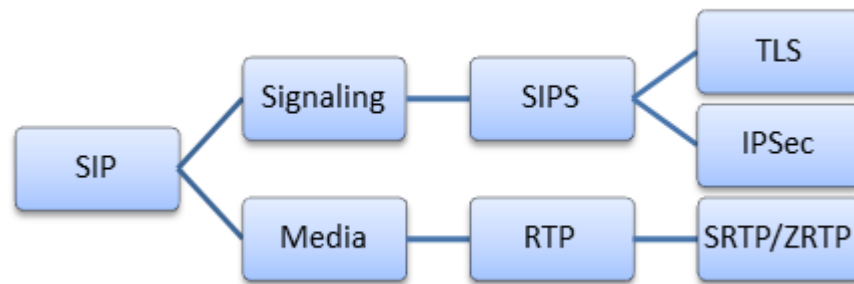 SIP
Signaling
SIPS
TLS
IPSec
Media
RTP
SRTP/ZRTP